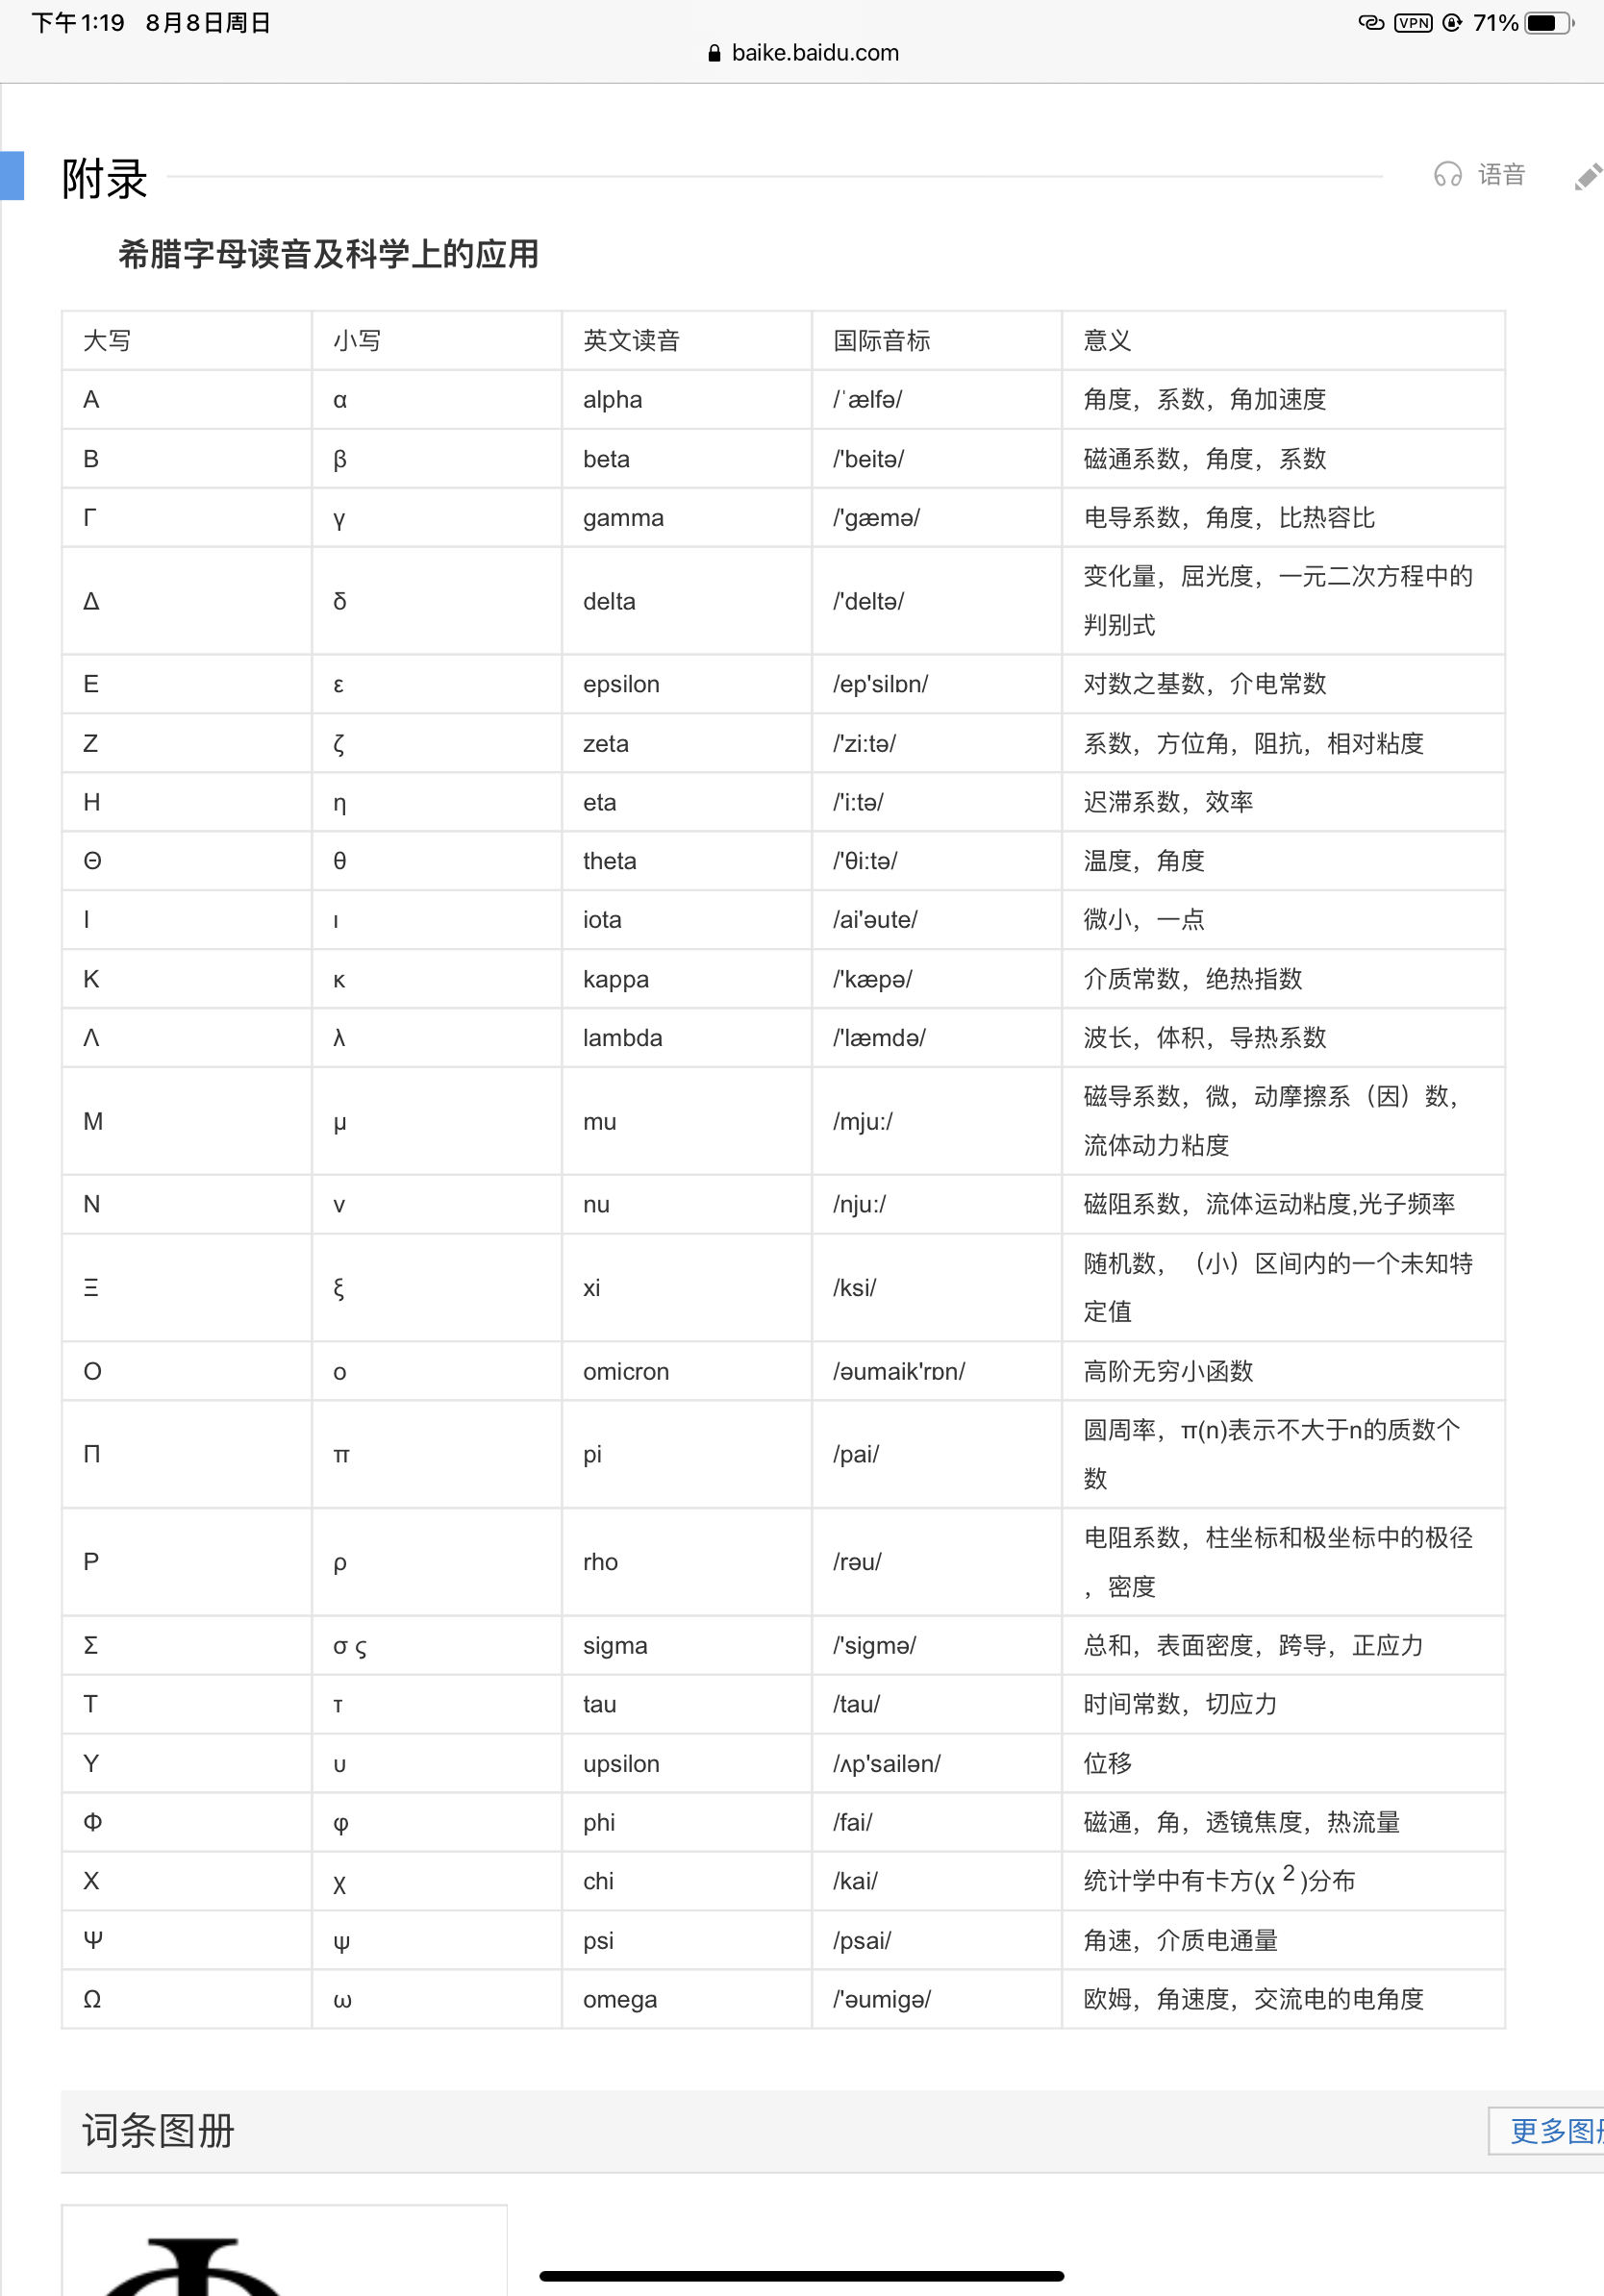 下午1:19 8月8日周日
VPN 71%
baike.baidu.com
附录
语音
希腊字母读音及科学上的应用
大写 小写 英文读音 国际音标 意义
Α α alpha /ˈælfə/ 角度，系数，角加速度
Β β beta /'beitə/ 磁通系数，角度，系数
Γ γ gamma /'gæmə/ 电导系数，角度，比热容比
Δ δ delta /'deltə/ 变化量，屈光度，一元二次方程中的
判别式
Ε ε epsilon /ep'silɒn/ 对数之基数，介电常数
Ζ ζ zeta /'zi:tə/ 系数，方位角，阻抗，相对粘度
Η η eta /'i:tə/ 迟滞系数，效率
Θ θ theta /'θi:tə/ 温度，角度
Ι ι iota /ai'əute/ 微小，一点
Κ κ kappa /'kæpə/ 介质常数，绝热指数
Λ λ lambda /'læmdə/ 波长，体积，导热系数
Μ μ mu /mju:/ 磁导系数，微，动摩擦系（因）数，
流体动力粘度
Ν ν nu /nju:/ 磁阻系数，流体运动粘度,光子频率
Ξ ξ xi /ksi/ 随机数，（小）区间内的一个未知特
定值
Ο ο omicron /əumaik'rɒn/ 高阶无穷小函数
Π π pi /pai/ 圆周率，π(n)表示不大于n的质数个
数
Ρ ρ rho /rəu/ 电阻系数，柱坐标和极坐标中的极径
，密度
Σ σ ς sigma /'sigmə/ 总和，表面密度，跨导，正应力
Τ τ tau /tau/ 时间常数，切应力
Υ υ upsilon /ʌp'sailən/ 位移
Φ φ phi /fai/ 磁通，角，透镜焦度，热流量
Χ χ chi /kai/ 统计学中有卡方(χ ² )分布
Ψ ψ psi /psai/ 角速，介质电通量
Ω ω omega /'əumigə/ 欧姆，角速度，交流电的电角度
词条图册
更多图册
Φ